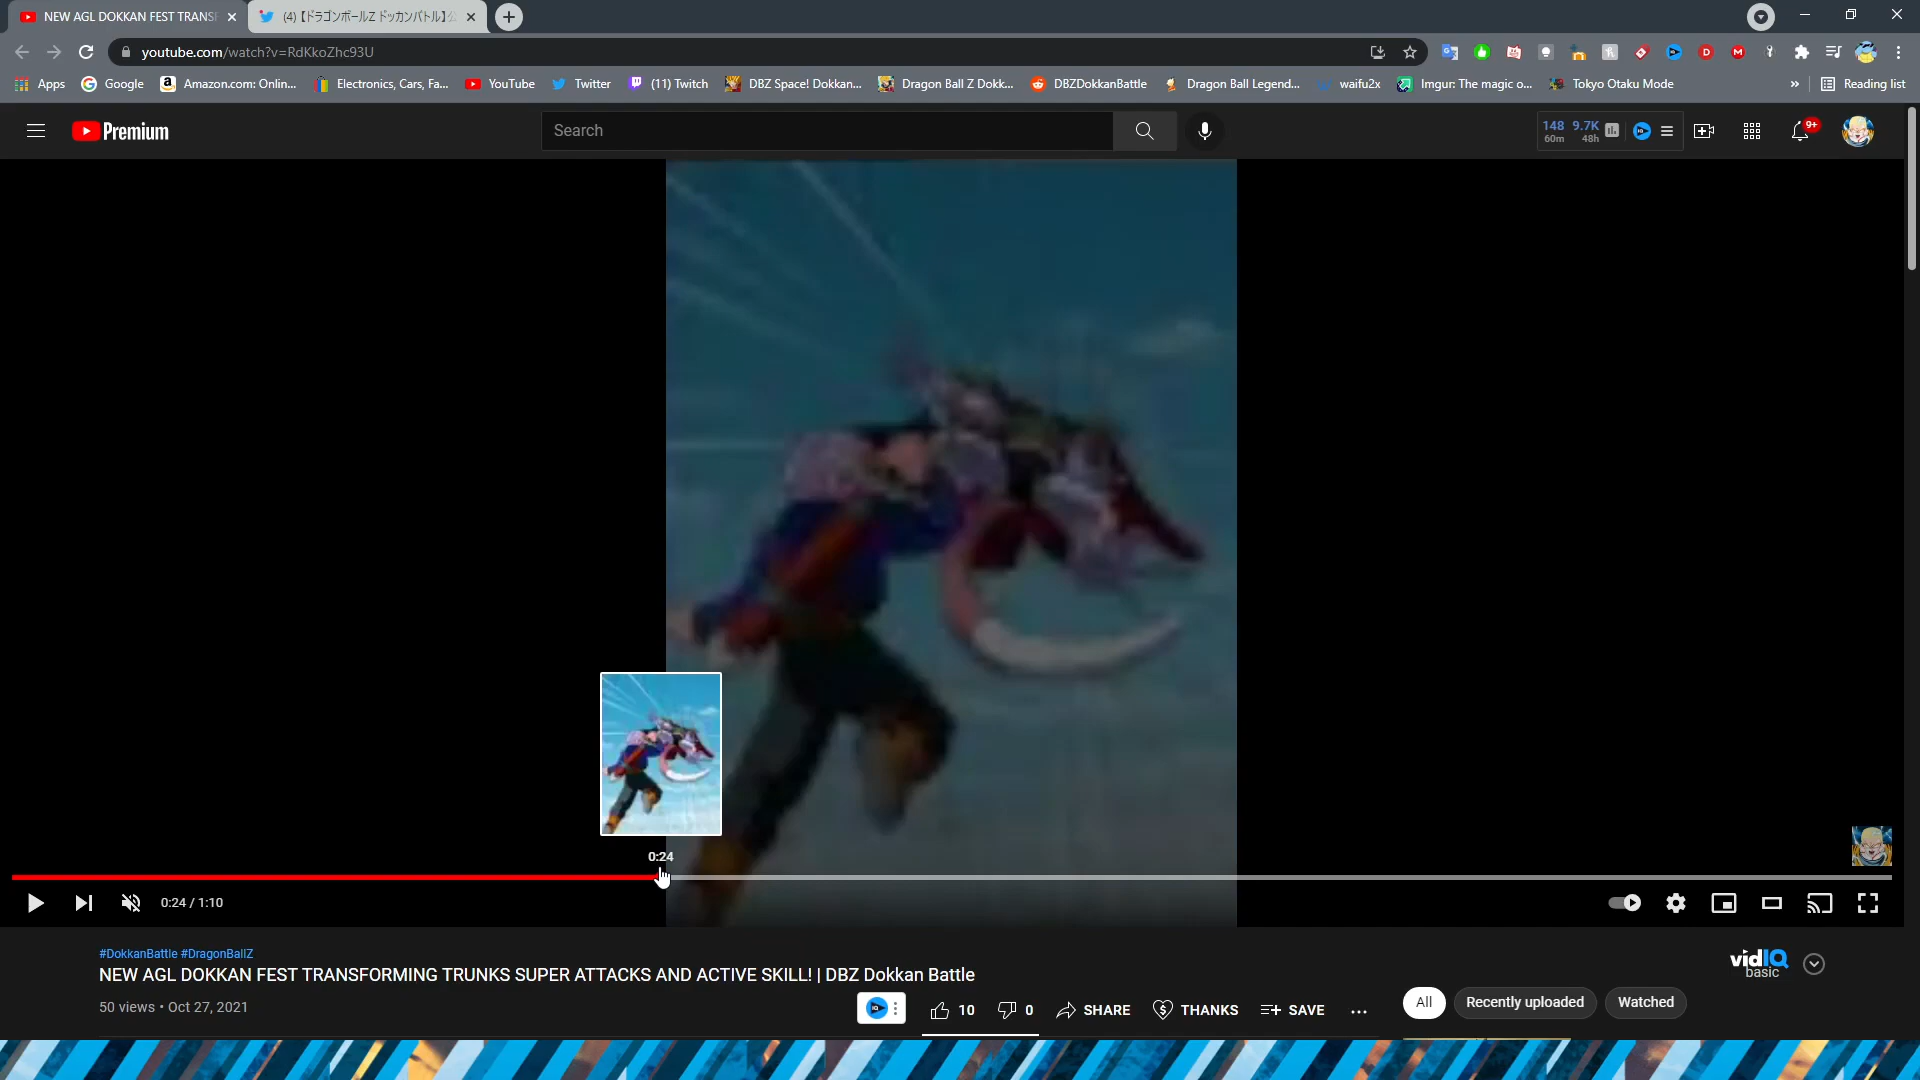 NEW AGL DOKKAN FEST TRANSF
(4)【ドラゴンボールZ ドッカンバトル】公
youtube.com/watch?v=RdKkoZhc93U
Apps Google Amazon.com: Onlin... Electronics, Cars, Fa... YouTube Twitter (11) Twitch DBZ Space! Dokkan... Dragon Ball Z Dokk... DBZDokkanBattle Dragon Ball Legend... waifu2x Imgur: The magic o... Tokyo Otaku Mode » Reading list
Premium
Search
148 9.7K
60m 48h
9+
0:24
0:24 / 1:10
#DokkanBattle #DragonBallZ
NEW AGL DOKKAN FEST TRANSFORMING TRUNKS SUPER ATTACKS AND ACTIVE SKILL! | DBZ Dokkan Battle
vidIQ
basic
50 views • Oct 27, 2021
10 0 SHARE THANKS SAVE ...
All Recently uploaded Watched